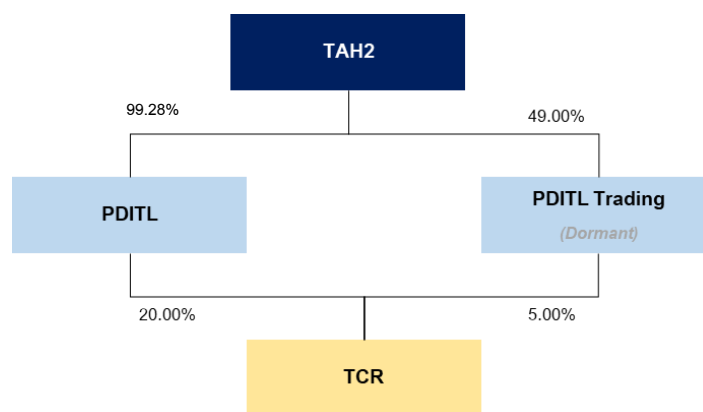 TAH2
99.28%
49.00%
PDITL
PDITL Trading
(Dormant)
20.00%
5.00%
TCR